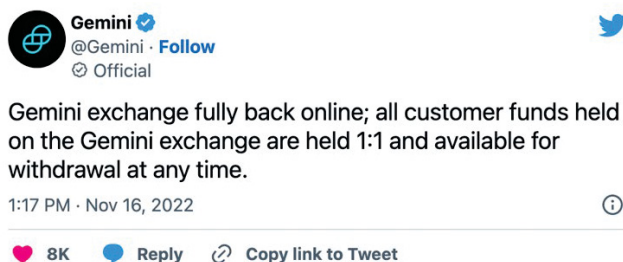 Gemini
@Gemini · Follow
Official
Gemini exchange fully back online; all customer funds held
on the Gemini exchange are held 1:1 and available for
withdrawal at any time.
1:17 PM · Nov 16, 2022
8K Reply Copy link to Tweet